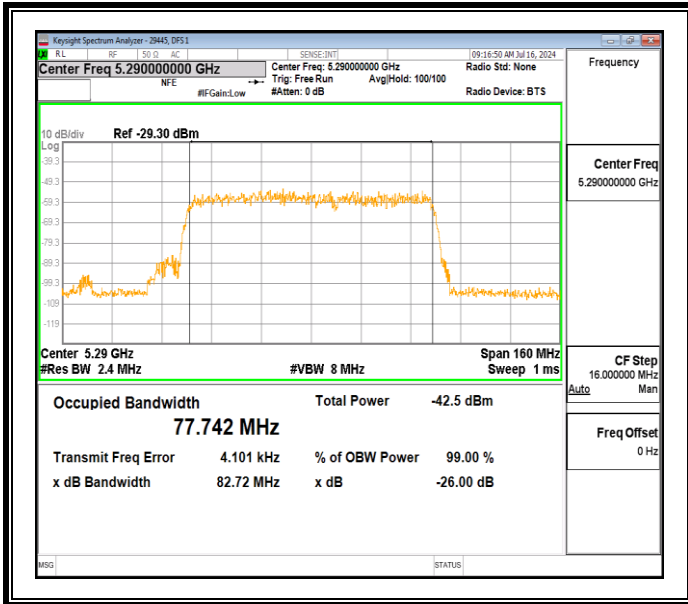 Keysight Spectrum Analyzer - 29445, DFS 1
RL RF 50 Ω AC SENSE:INT 09:16:50 AM Jul 16, 2024
Center Freq 5.290000000 GHz Center Freq: 5.290000000 GHz Radio Std: None
NFE Trig: Free Run Avg|Hold: 100/100
#IFGain:Low #Atten: 0 dB Radio Device: BTS
10 dB/div Ref -29.30 dBm
Log
-39.3
-49.3
-59.3
-69.3
-79.3
-89.3
-99.3
-109
-119
Center 5.29 GHz Span 160 MHz
#Res BW 2.4 MHz #VBW 8 MHz Sweep 1 ms
Occupied Bandwidth Total Power -42.5 dBm
77.742 MHz
Transmit Freq Error 4.101 kHz % of OBW Power 99.00 %
x dB Bandwidth 82.72 MHz x dB -26.00 dB
MSG STATUS
Frequency
Center Freq
5.290000000 GHz
CF Step
16.000000 MHz
Auto Man
Freq Offset
0 Hz